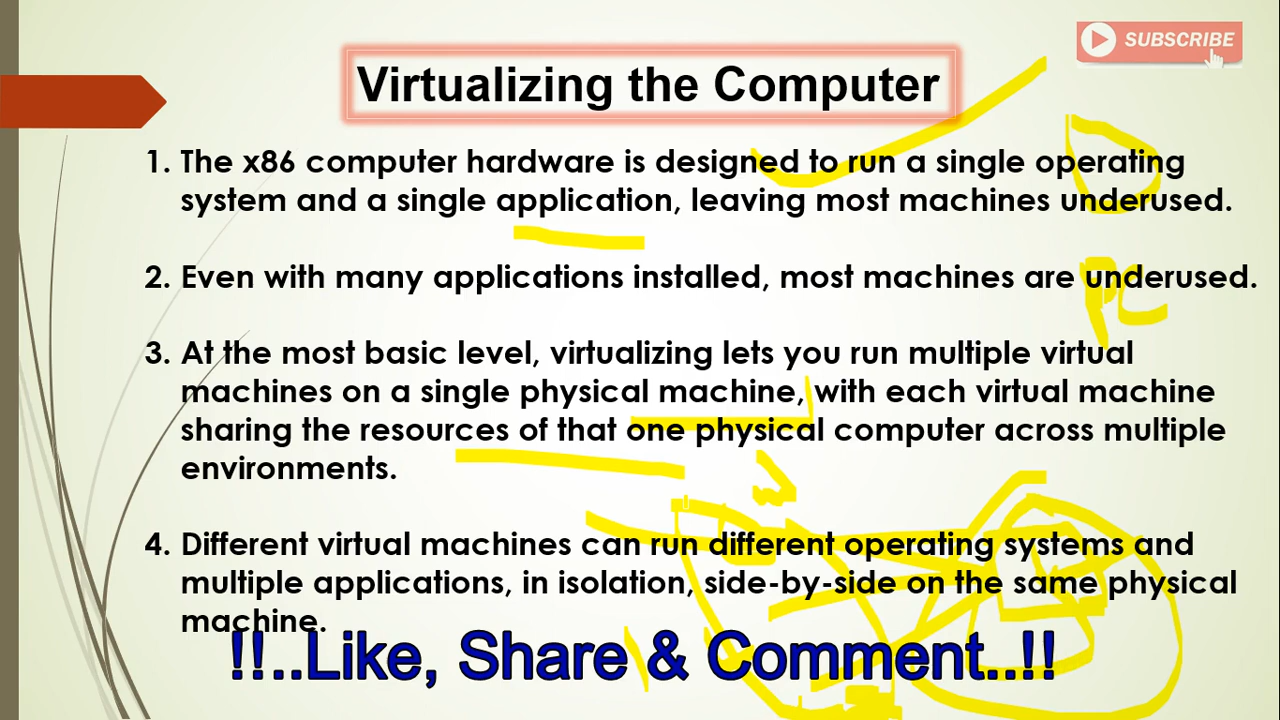 SUBSCRIBE
Virtualizing the Computer
1. The x86 computer hardware is designed to run a single operating
system and a single application, leaving most machines underused.
2. Even with many applications installed, most machines are underused.
PC
3. At the most basic level, virtualizing lets you run multiple virtual
machines on a single physical machine, with each virtual machine
sharing the resources of that one physical computer across multiple
environments.
4. Different virtual machines can run different operating systems and
multiple applications, in isolation, side-by-side on the same physical
machine.
!!..Like, Share & Comment..!!